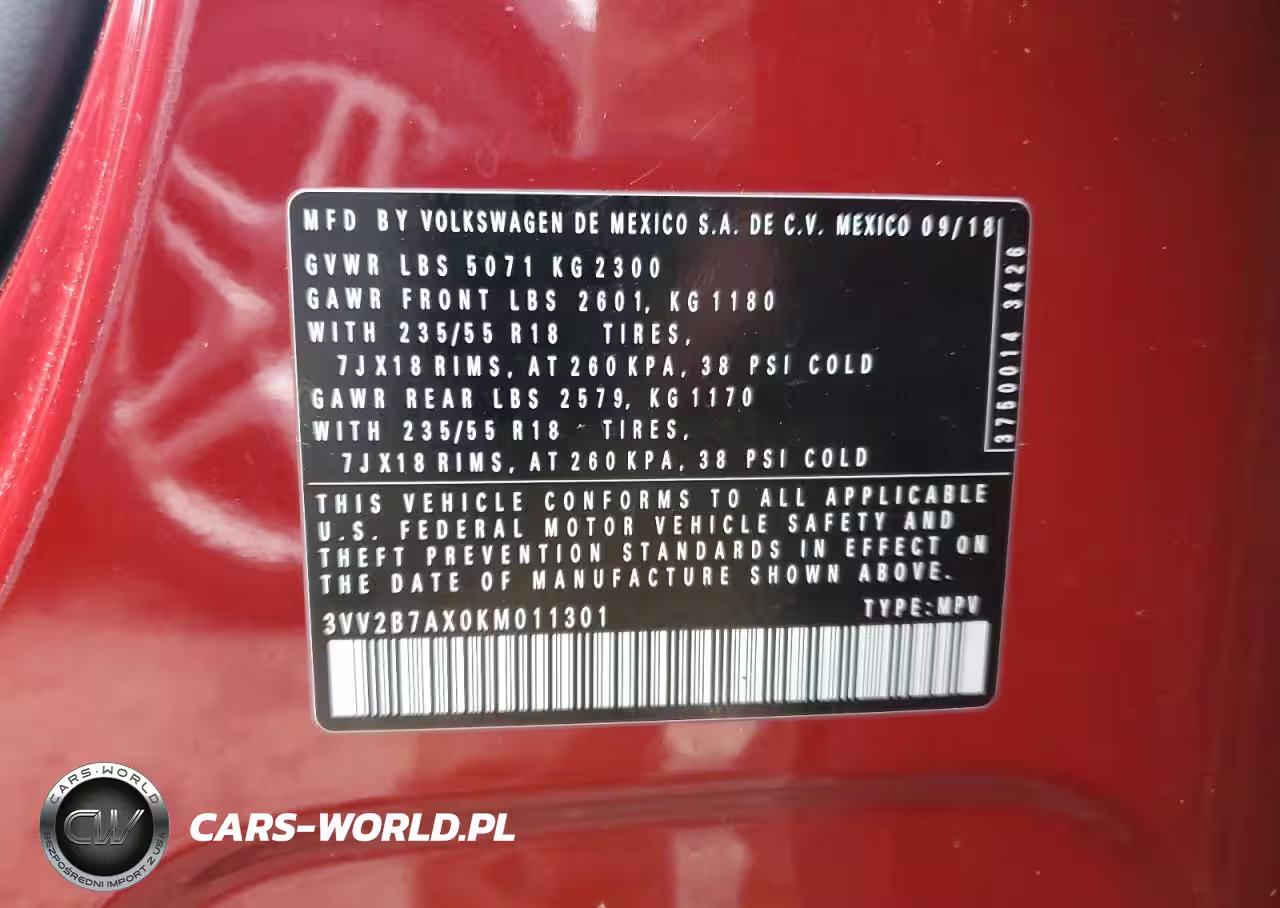 MFD BY VOLKSWAGEN DE MEXICO S.A. DE C.V. MEXICO 09/18
GVWR LBS 5071 KG 2300
GAWR FRONT LBS 2601, KG 1180
WITH 235/55 R18 TIRES,
7JX18 RIMS, AT 260 KPA, 38 PSI COLD
GAWR REAR LBS 2579, KG 1170
WITH 235/55 R18 TIRES,
7JX18 RIMS, AT 260 KPA, 38 PSI COLD
3750014 3426
THIS VEHICLE CONFORMS TO ALL APPLICABLE
U.S. FEDERAL MOTOR VEHICLE SAFETY AND
THEFT PREVENTION STANDARDS IN EFFECT ON
THE DATE OF MANUFACTURE SHOWN ABOVE.
3VV2B7AX0KM011301 TYPE: MPV
CARS-WORLD
CW
BEZPOŚREDNI IMPORT Z USA
CARS-WORLD.PL